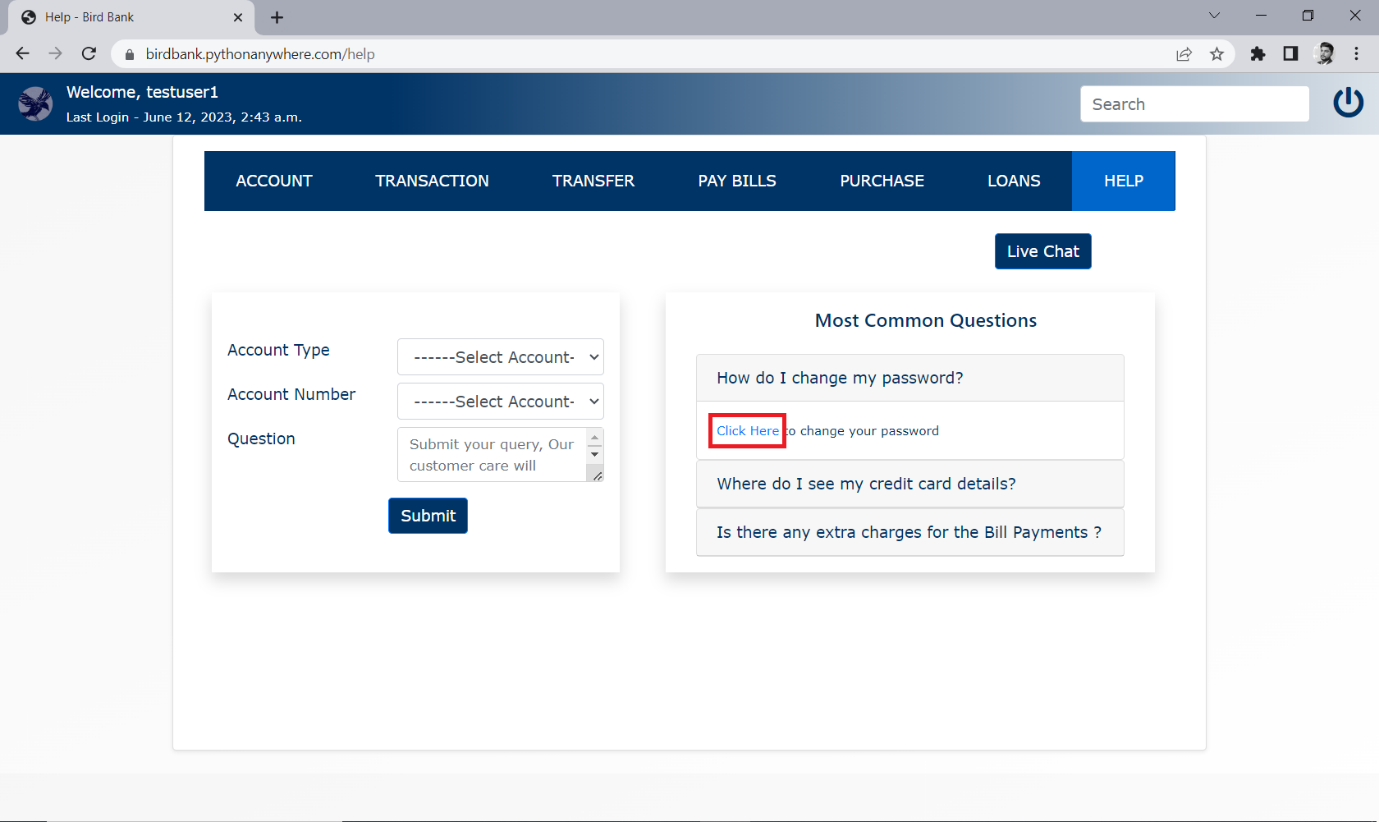 Help - Bird Bank
birdbank.pythonanywhere.com/help
Welcome, testuser1
Last Login - June 12, 2023, 2:43 a.m.
Search
ACCOUNT TRANSACTION TRANSFER PAY BILLS PURCHASE LOANS HELP
Live Chat
Account Type
------Select Account-
Account Number
------Select Account-
Question
Submit your query, Our
customer care will
Submit
Most Common Questions
How do I change my password?
Click Here to change your password
Where do I see my credit card details?
Is there any extra charges for the Bill Payments ?